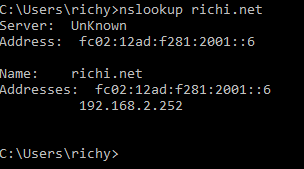 C:\Users\richy>nslookup richi.net
Server:  UnKnown
Address:  fc02:12ad:f281:2001::6

Name:    richi.net
Addresses:  fc02:12ad:f281:2001::6
          192.168.2.252

C:\Users\richy>